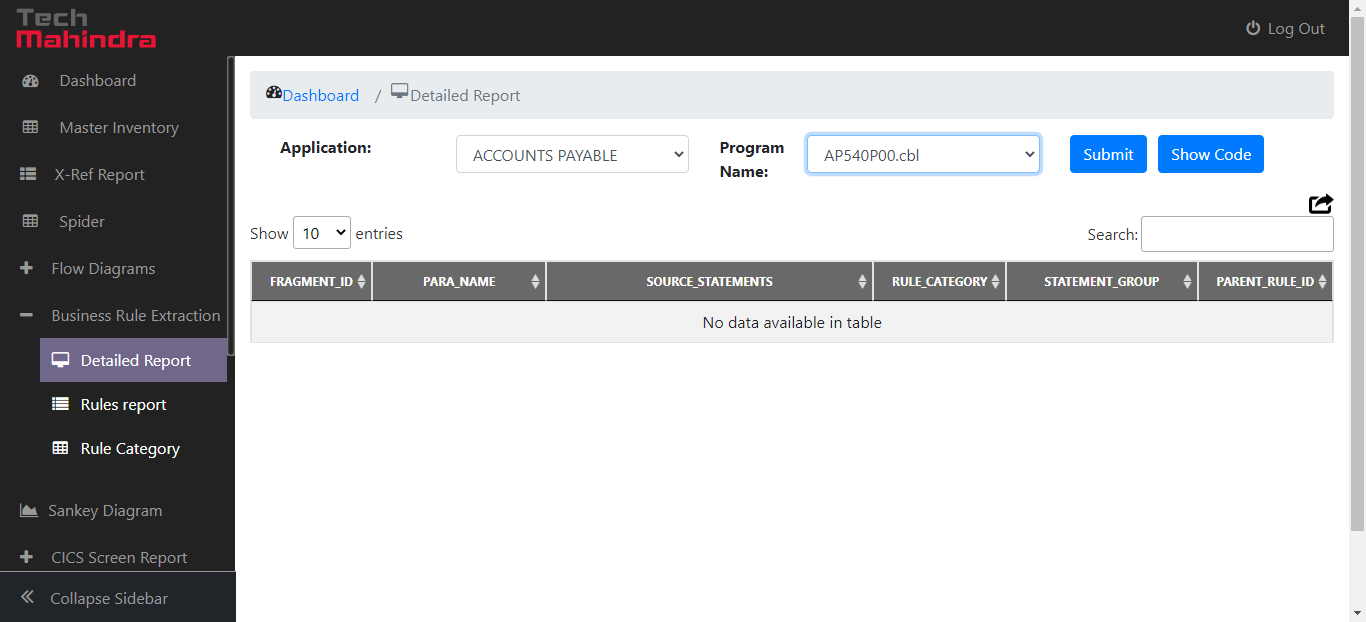 Tech
Mahindra
Log Out
Dashboard
Master Inventory
X-Ref Report
Spider
Flow Diagrams
Business Rule Extraction
Detailed Report
Rules report
Rule Category
Sankey Diagram
CICS Screen Report
Collapse Sidebar
Dashboard / Detailed Report
Application: ACCOUNTS PAYABLE
Program
Name:
AP540P00.cbl
Submit Show Code
Show 10 entries
Search:
FRAGMENT_ID PARA_NAME SOURCE_STATEMENTS RULE_CATEGORY STATEMENT_GROUP PARENT_RULE_ID
No data available in table